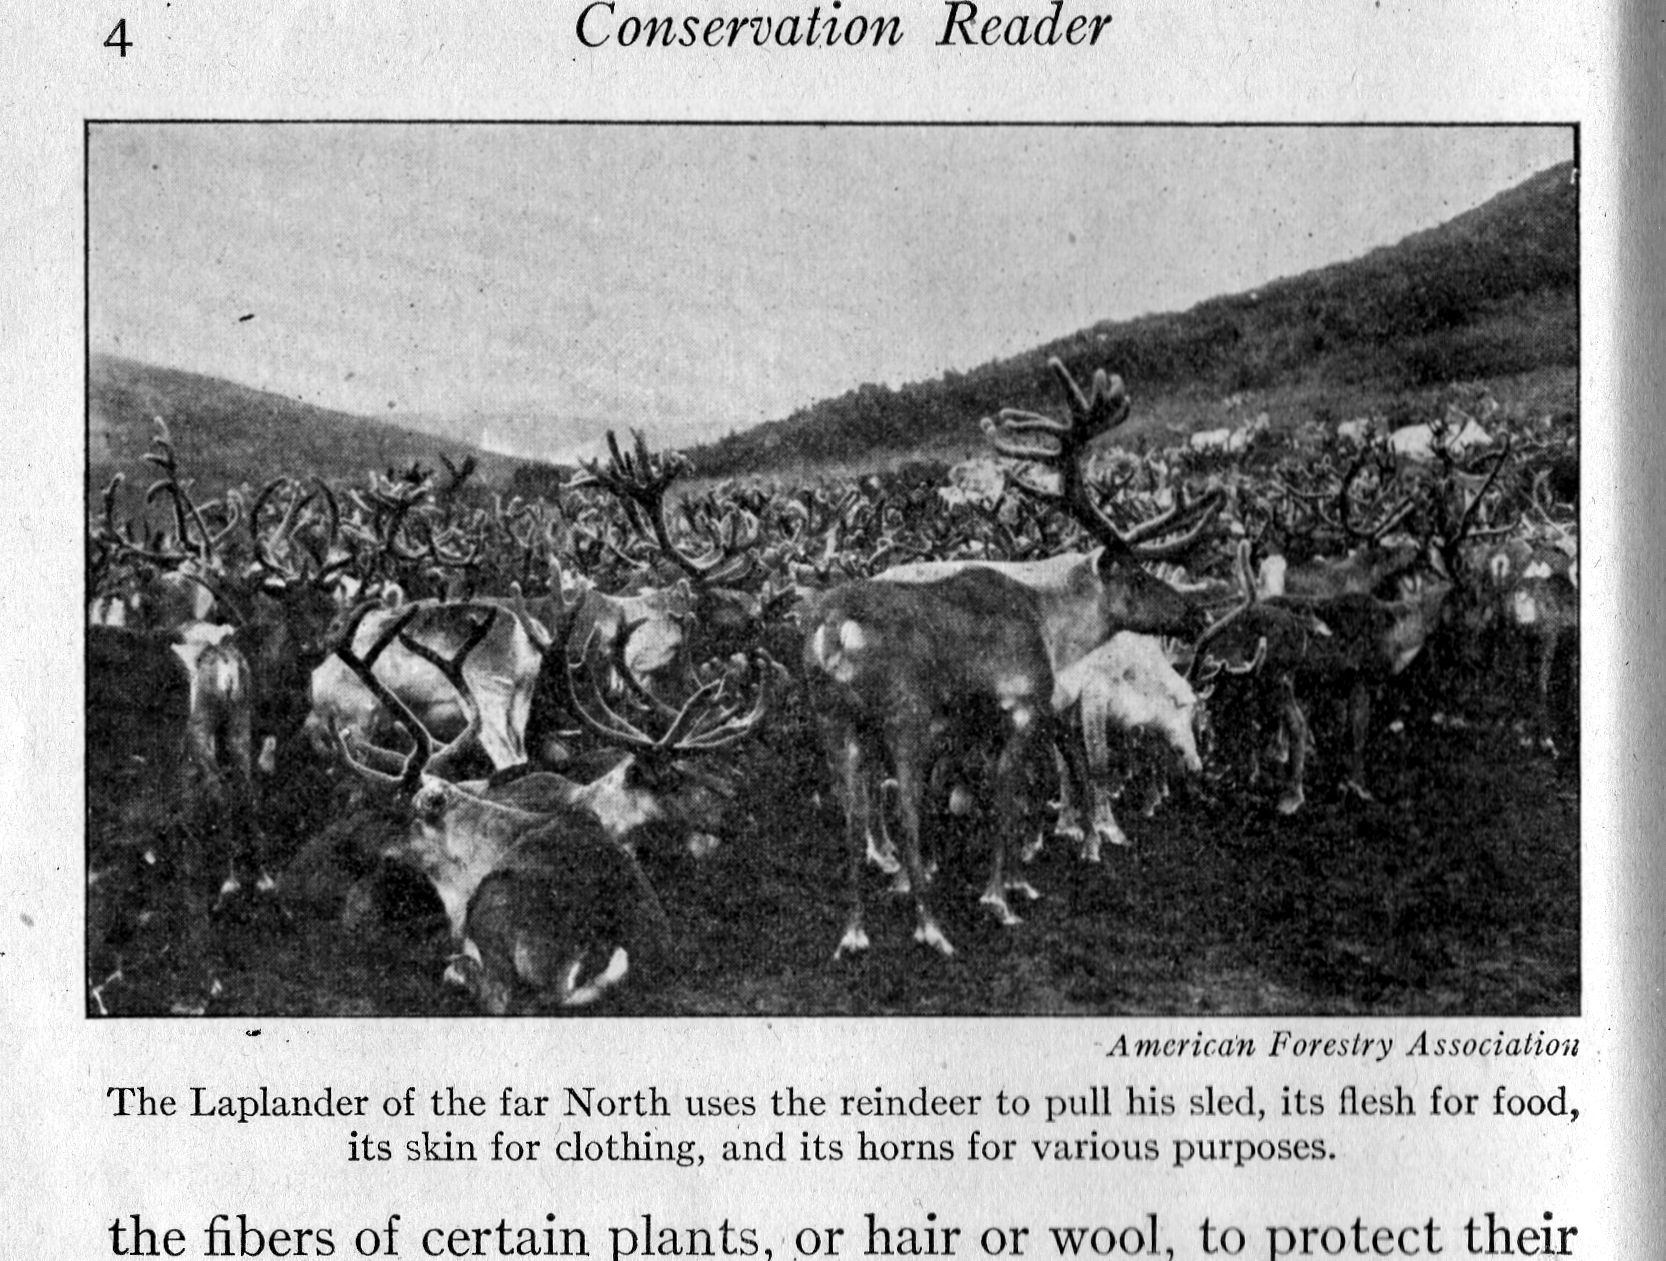 4
Conservation Reader
American Forestry Association
The Laplander of the far North uses the reindeer to pull his sled, its flesh for food,
its skin for clothing, and its horns for various purposes.
the fibers of certain plants, or hair or wool, to protect their